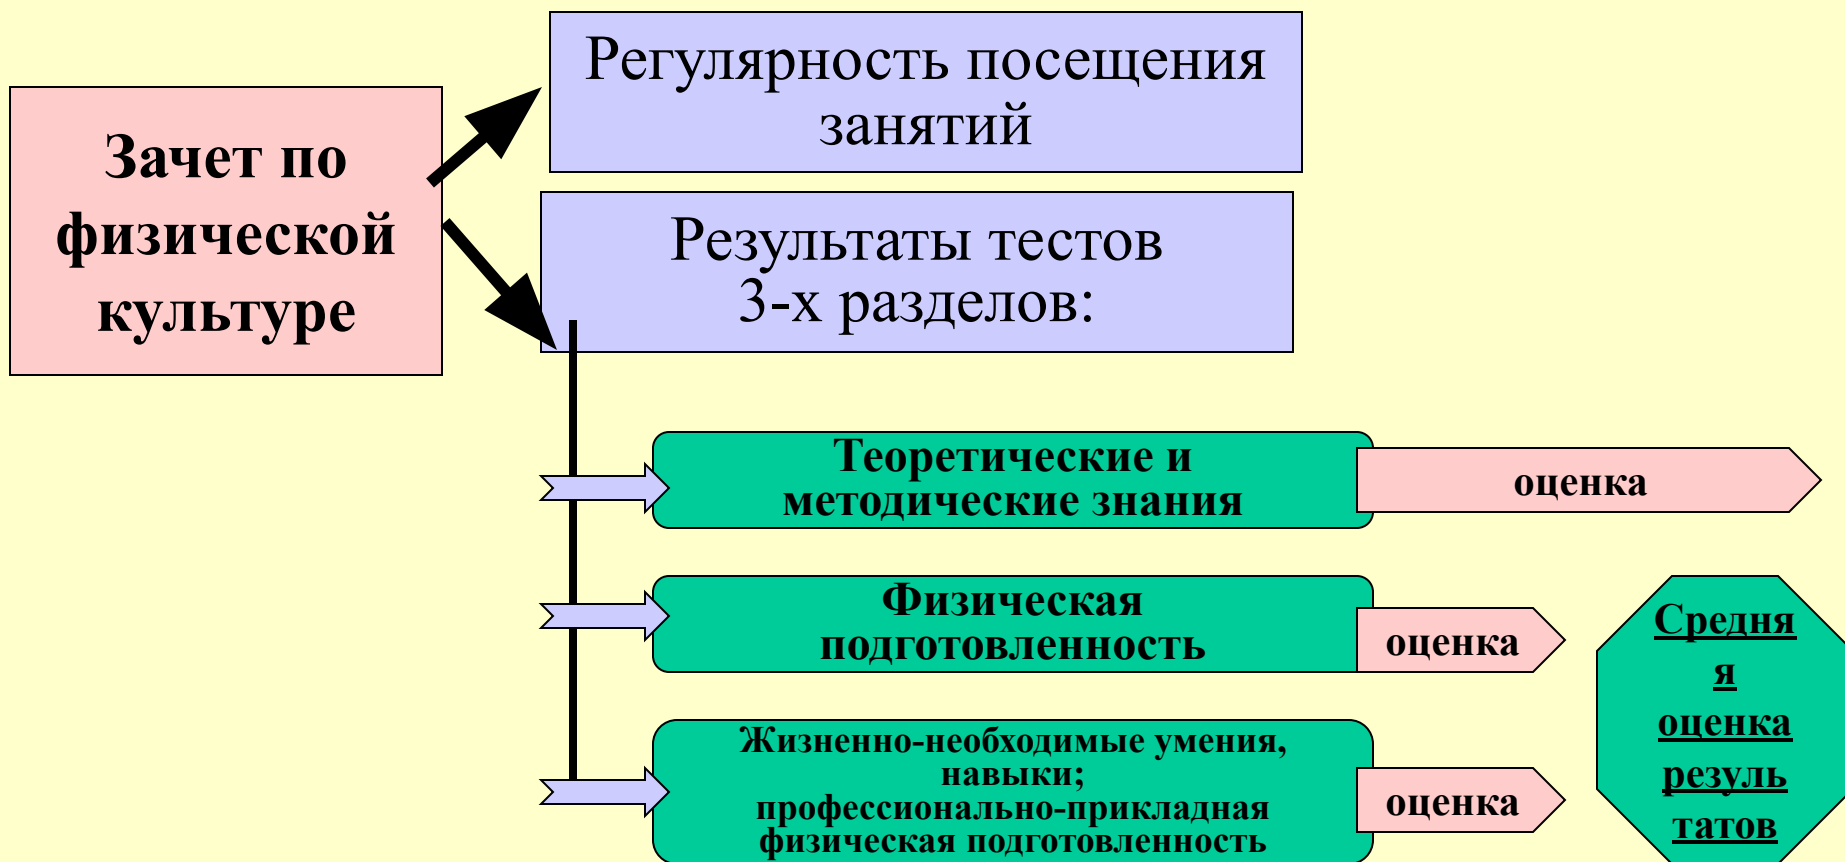 Зачет по
физической
культуре
Регулярность посещения
занятий
Результаты тестов
3-х разделов:
Теоретические и
методические знания
оценка
Физическая
подготовленность
оценка
Жизненно-необходимые умения,
навыки;
профессионально-прикладная
физическая подготовленность
оценка
Средня
я
оценка
резуль
татов